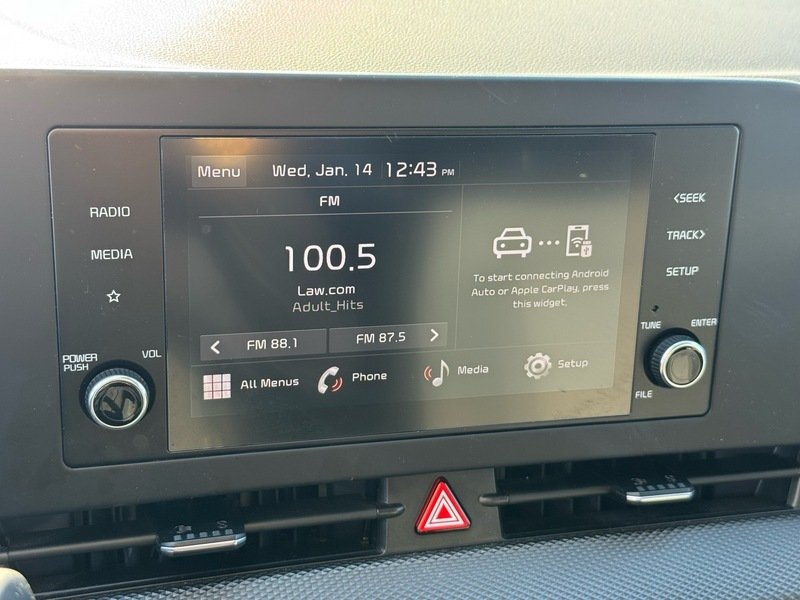 Menu Wed, Jan. 14 12:43 PM
FM
100.5
Law.com
Adult_Hits
< FM 88.1 FM 87.5 >
All Menus Phone Media Setup
To start connecting Android
Auto or Apple CarPlay, press
this widget.
RADIO
MEDIA
POWER
PUSH
VOL
<SEEK
TRACK>
SETUP
TUNE
ENTER
FILE